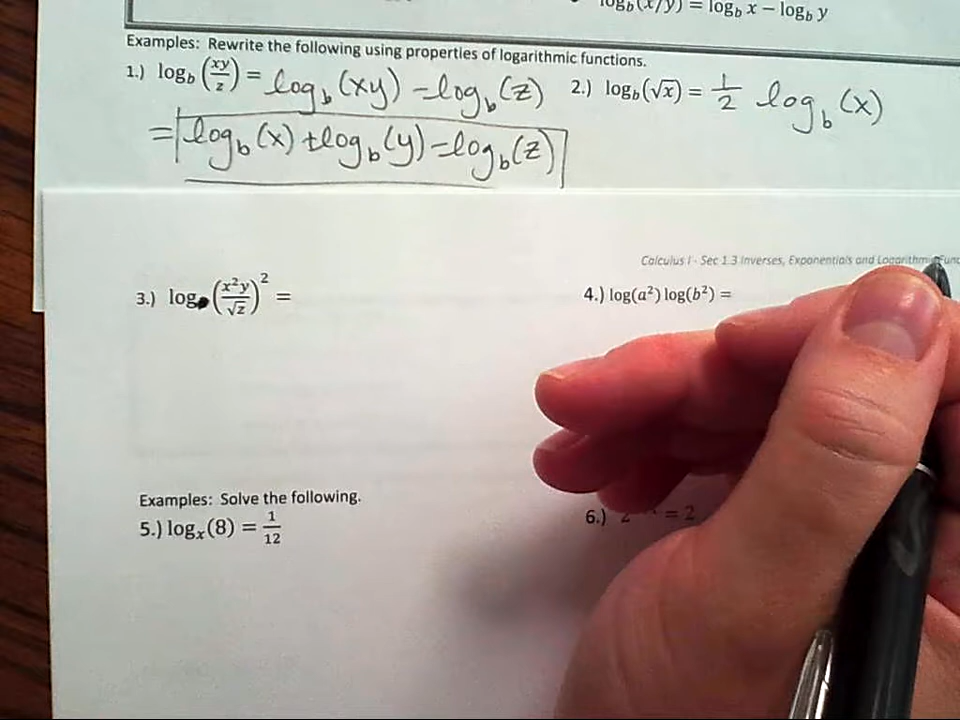 log_b(x/y) = log_b x − log_b y
Examples: Rewrite the following using properties of logarithmic functions.
1.) log_b (xy/z) = log_b (xy) − log_b (z)
= log_b (x) + log_b (y) − log_b (z)
2.) log_b(√x) = 1/2 log_b (x)
Calculus I - Sec 1.3 Inverses, Exponentials and
3.) log (x²y/√z)² =
4.) log(a²) log(b²) =
Examples: Solve the following.
5.) log_x(8) = 1/12
6.) 2 = 2